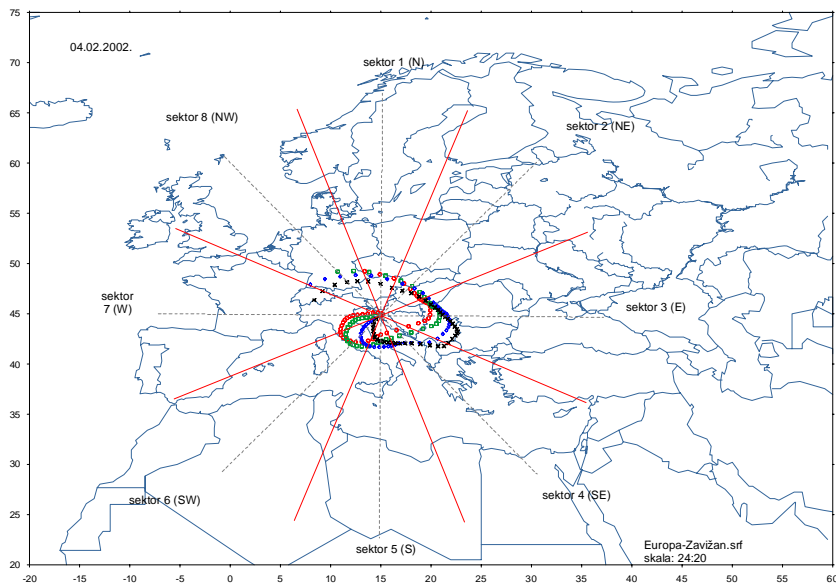 75
04.02.2002.
70
sektor 1 (N)
65
sektor 8 (NW)
sektor 2 (NE)
60
55
50
sektor
7 (W)
sektor 3 (E)
45
40
35
30
sektor 6 (SW)
sektor 4 (SE)
25
sektor 5 (S)
Europa-Zavižan.srf
skala: 24:20
20
-20 -15 -10 -5 0 5 10 15 20 25 30 35 40 45 50 55 60